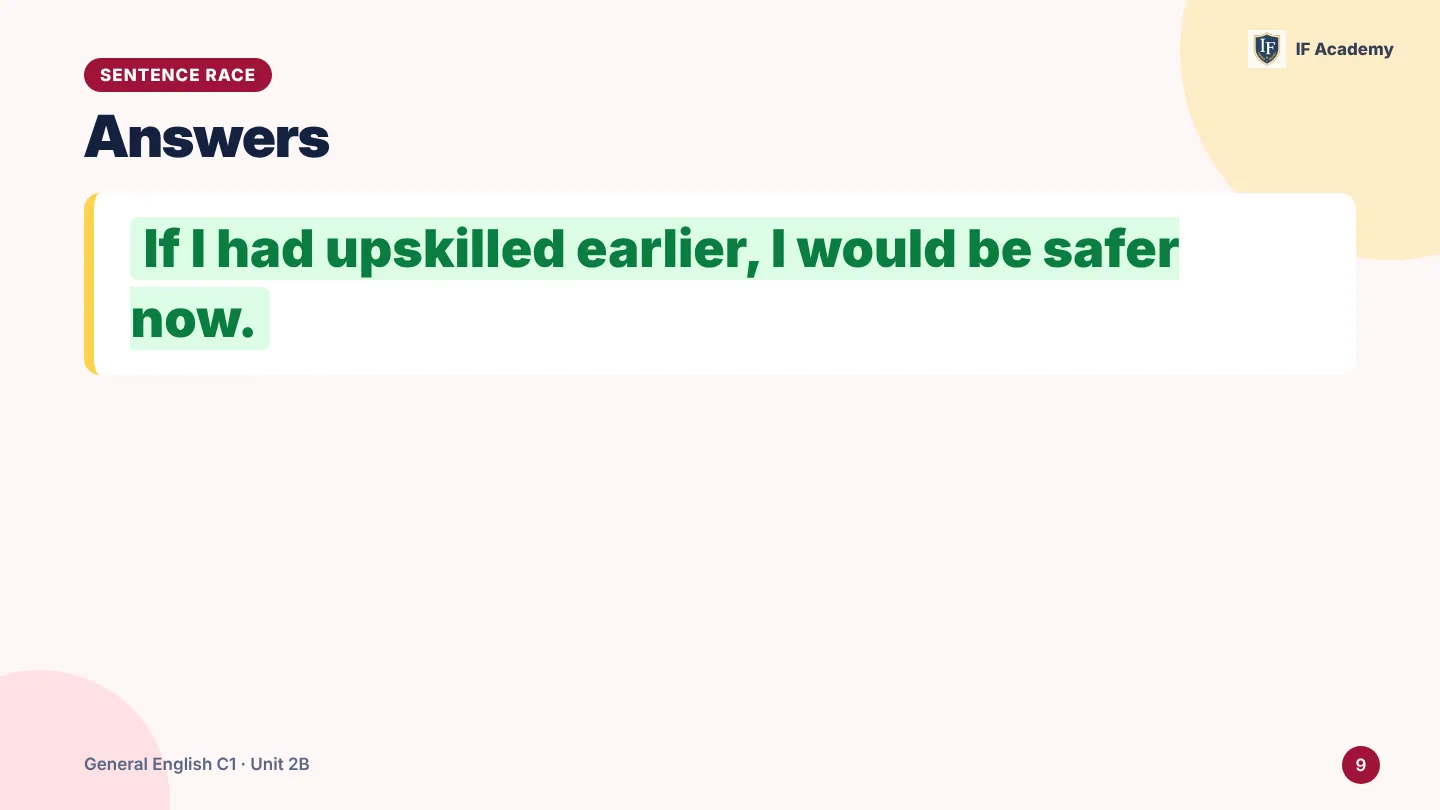 IF
IF Academy
SENTENCE RACE
Answers
If I had upskilled earlier, I would be safer
now.
General English C1 · Unit 2B
9